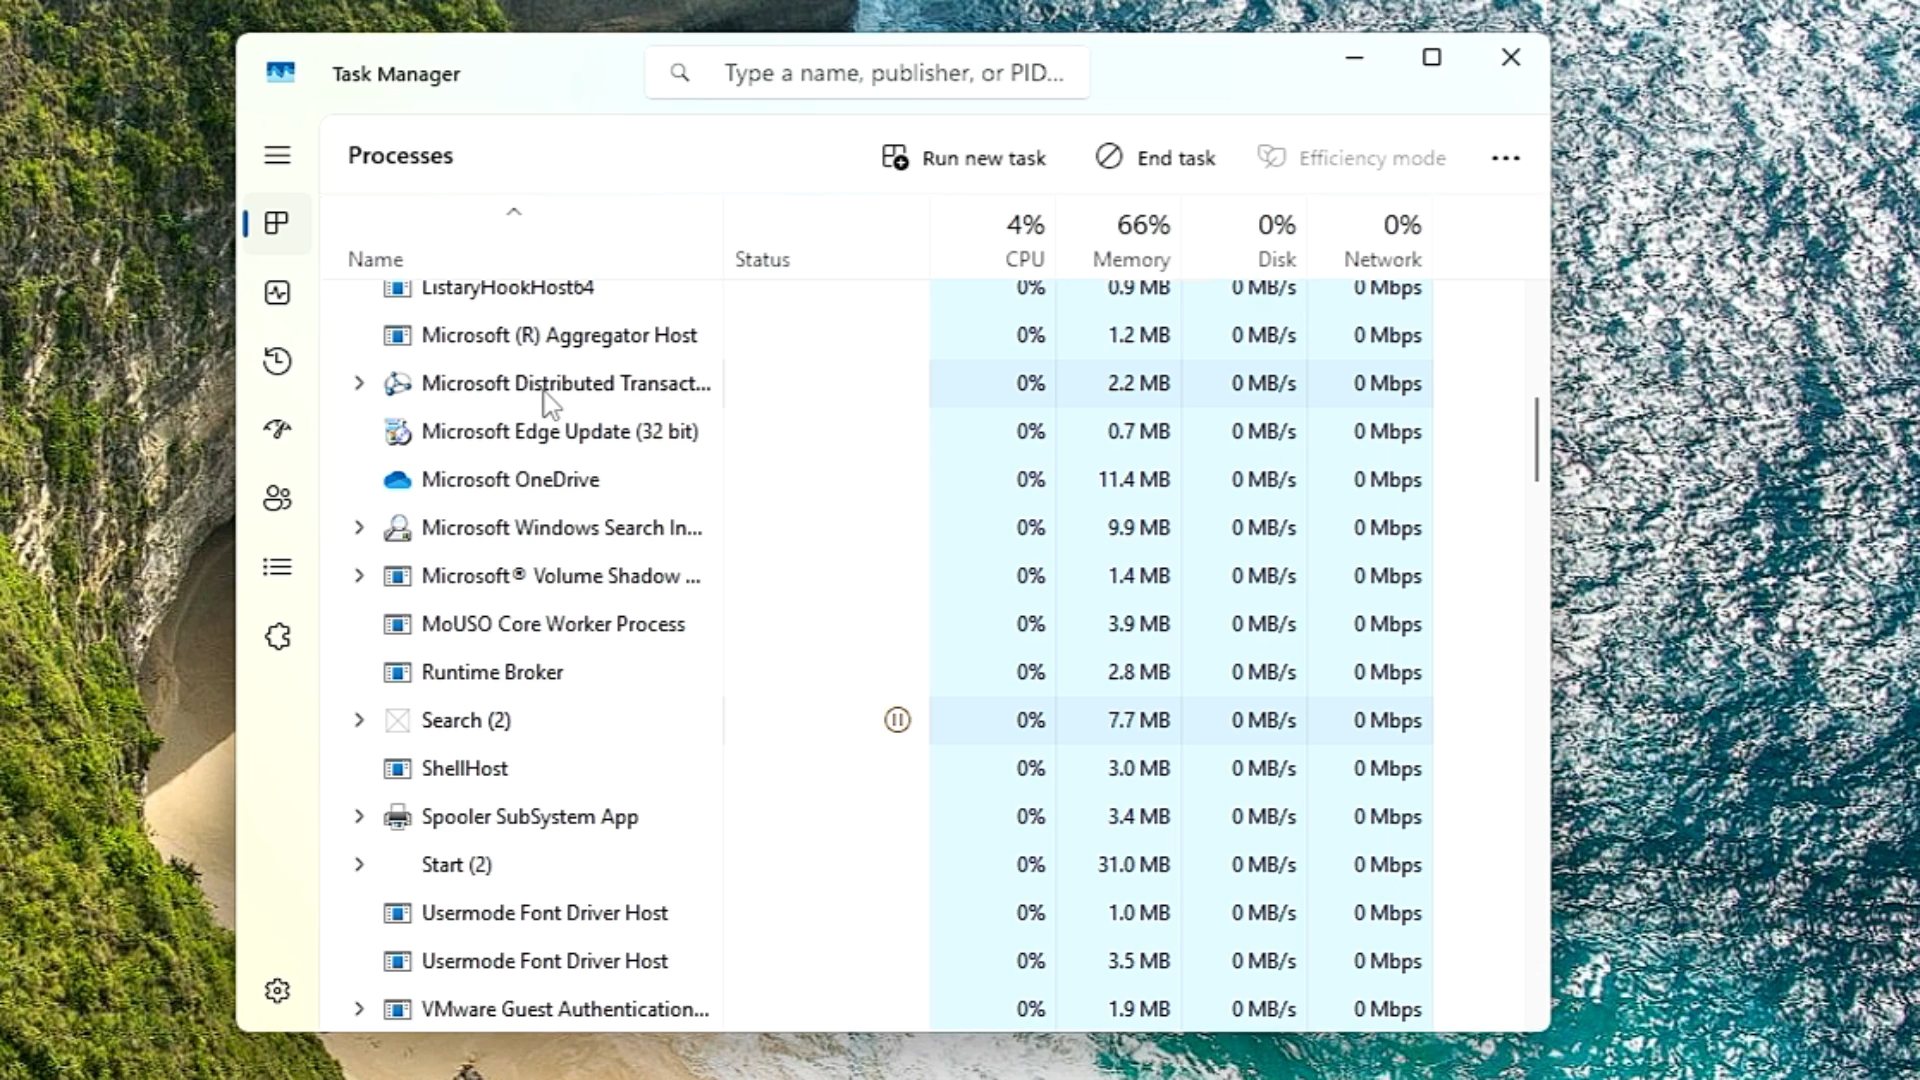 Task Manager
Type a name, publisher, or PID...
Processes
Run new task
End task
Efficiency mode
4% 66% 0% 0%
Name Status CPU Memory Disk Network
ListaryHookHost64 0% 0.9 MB 0 MB/s 0 Mbps
Microsoft (R) Aggregator Host 0% 1.2 MB 0 MB/s 0 Mbps
Microsoft Distributed Transact... 0% 2.2 MB 0 MB/s 0 Mbps
Microsoft Edge Update (32 bit) 0% 0.7 MB 0 MB/s 0 Mbps
Microsoft OneDrive 0% 11.4 MB 0 MB/s 0 Mbps
Microsoft Windows Search In... 0% 9.9 MB 0 MB/s 0 Mbps
Microsoft® Volume Shadow ... 0% 1.4 MB 0 MB/s 0 Mbps
MoUSO Core Worker Process 0% 3.9 MB 0 MB/s 0 Mbps
Runtime Broker 0% 2.8 MB 0 MB/s 0 Mbps
Search (2) 0% 7.7 MB 0 MB/s 0 Mbps
ShellHost 0% 3.0 MB 0 MB/s 0 Mbps
Spooler SubSystem App 0% 3.4 MB 0 MB/s 0 Mbps
Start (2) 0% 31.0 MB 0 MB/s 0 Mbps
Usermode Font Driver Host 0% 1.0 MB 0 MB/s 0 Mbps
Usermode Font Driver Host 0% 3.5 MB 0 MB/s 0 Mbps
VMware Guest Authentication... 0% 1.9 MB 0 MB/s 0 Mbps